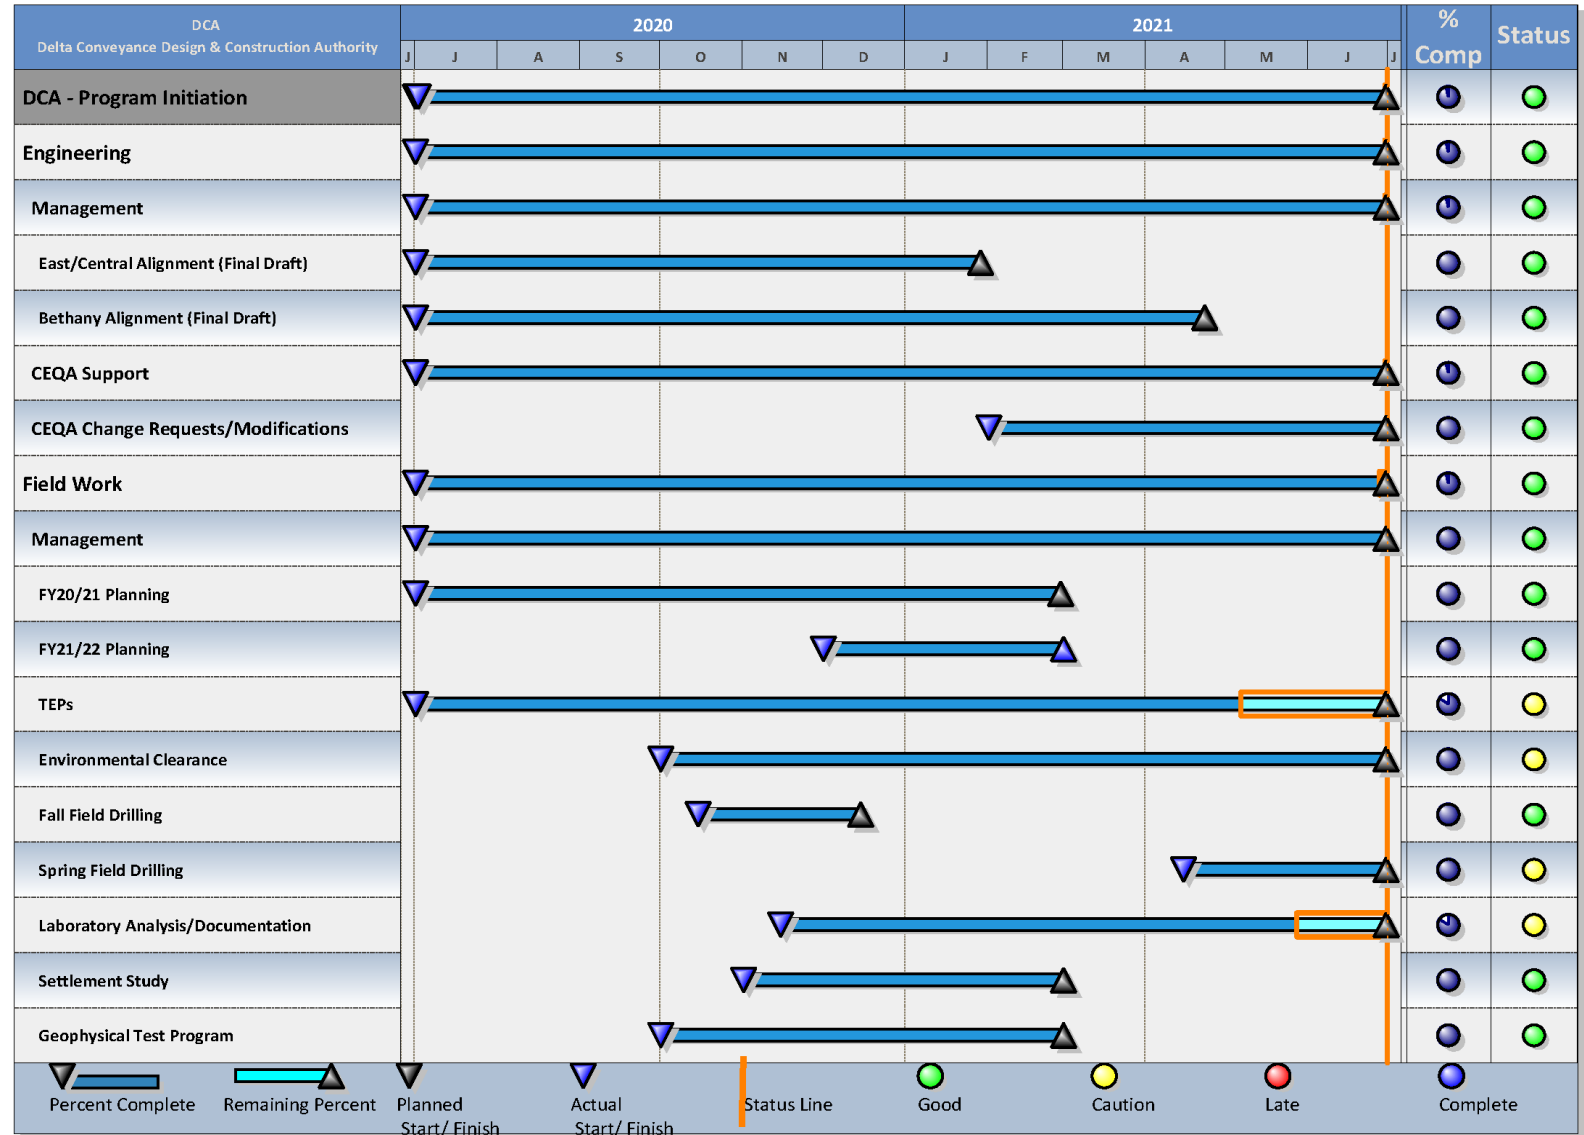 DCA
Delta Conveyance Design & Construction Authority
2020
2021
J J A S O N D J F M A M J J
%
Comp
Status
DCA - Program Initiation
Engineering
Management
East/Central Alignment (Final Draft)
Bethany Alignment (Final Draft)
CEQA Support
CEQA Change Requests/Modifications
Field Work
Management
FY20/21 Planning
FY21/22 Planning
TEPs
Environmental Clearance
Fall Field Drilling
Spring Field Drilling
Laboratory Analysis/Documentation
Settlement Study
Geophysical Test Program
Percent Complete
Remaining Percent
Planned
Start/ Finish
Actual
Start/ Finish
Status Line
Good
Caution
Late
Complete